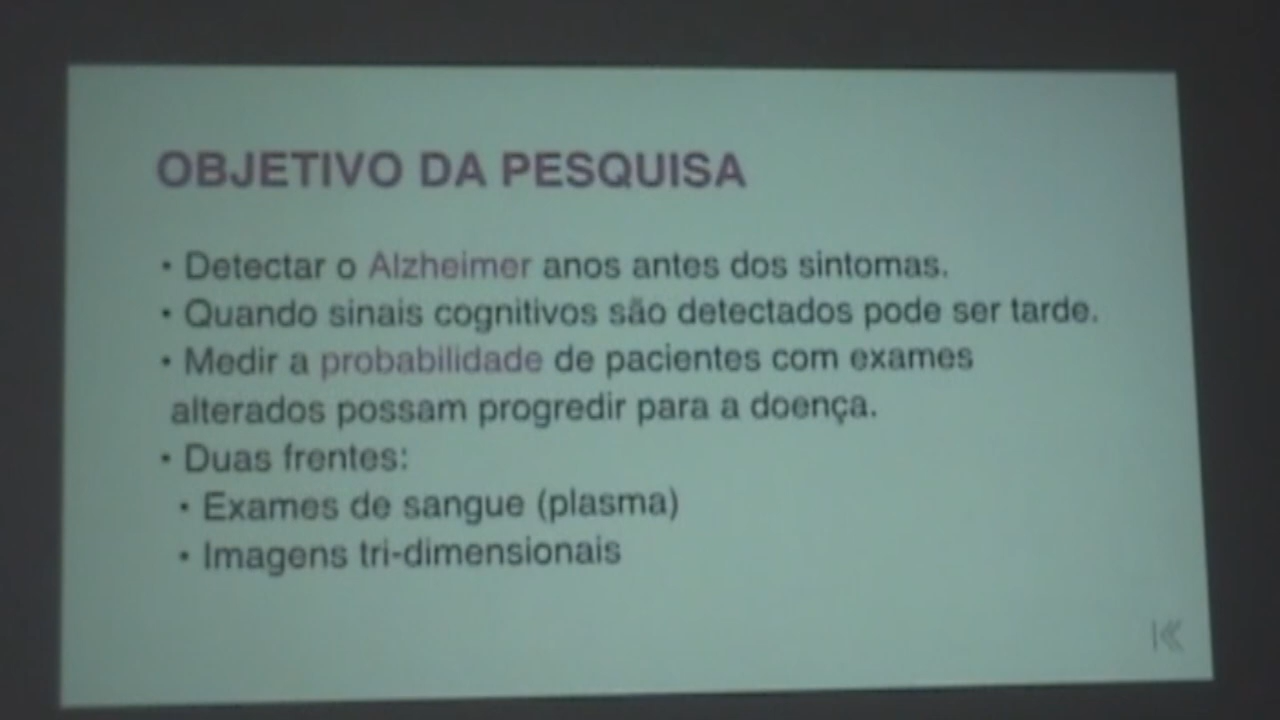 OBJETIVO DA PESQUISA
• Detectar o Alzheimer anos antes dos sintomas.
• Quando sinais cognitivos são detectados pode ser tarde.
• Medir a probabilidade de pacientes com exames
alterados possam progredir para a doença.
• Duas frentes:
• Exames de sangue (plasma)
• Imagens tri-dimensionais